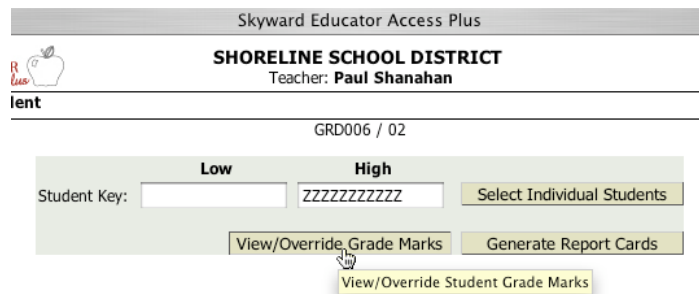 Skyward Educator Access Plus
SHORELINE SCHOOL DISTRICT
R
lus
Teacher: Paul Shanahan
lent
GRD006 / 02
Low High
Student Key: ZZZZZZZZZZZ Select Individual Students
View/Override Grade Marks Generate Report Cards
View/Override Student Grade Marks